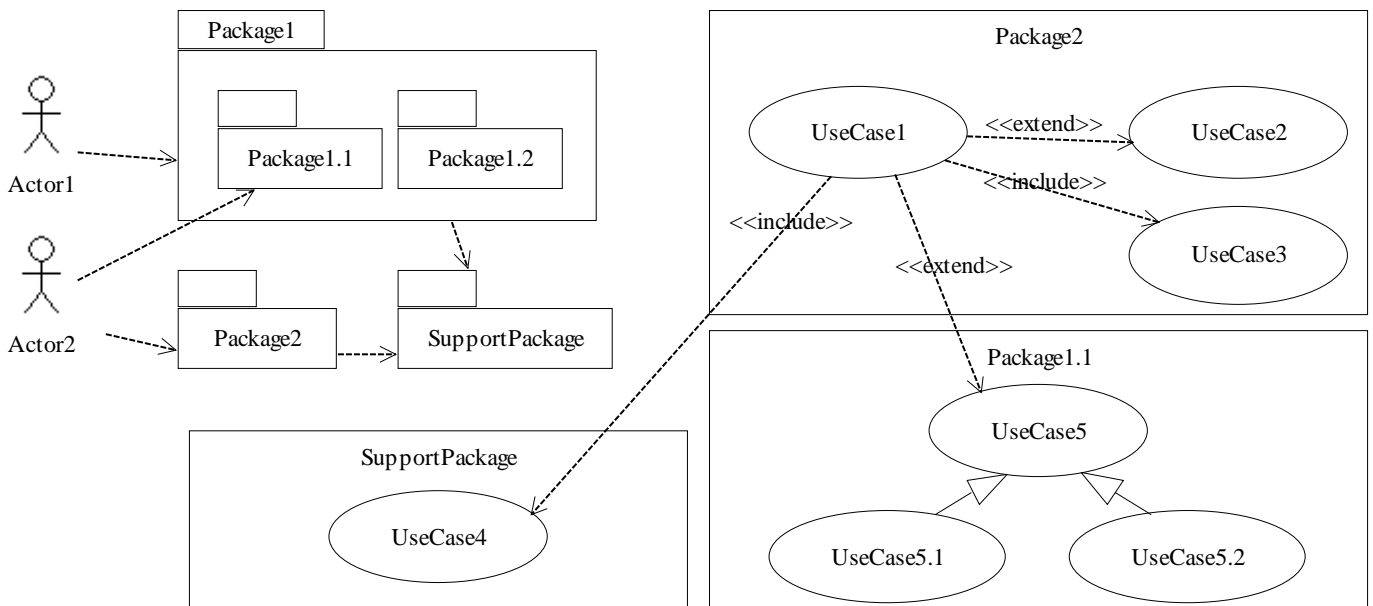 Package1
Package1.1
Package1.2
Actor1
Actor2
Package2
SupportPackage
Package2
UseCase1
<<extend>>
UseCase2
<<include>>
<<include>>
UseCase3
<<extend>>
Package1.1
UseCase5
UseCase5.1
UseCase5.2
SupportPackage
UseCase4